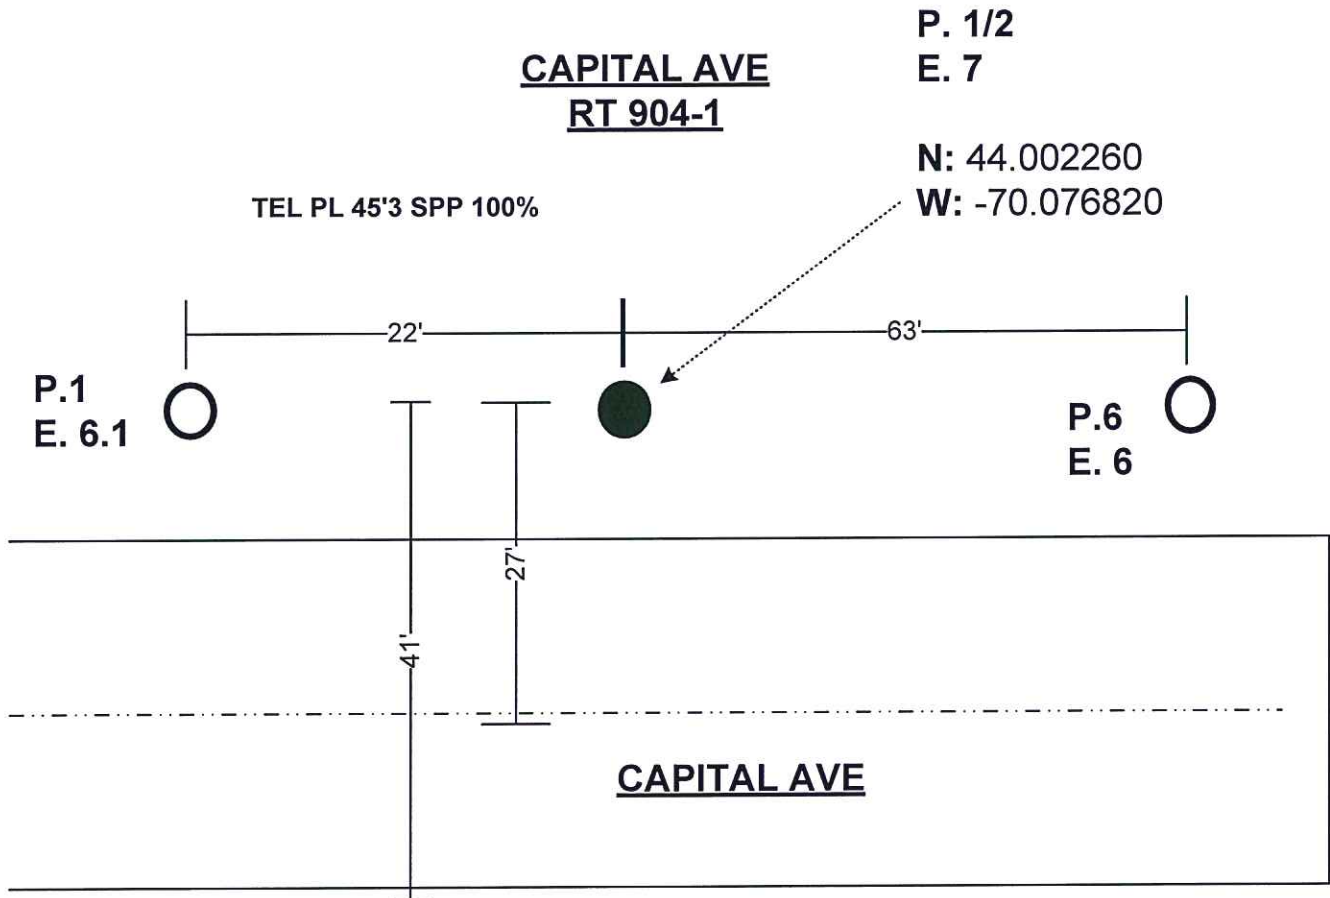 P. 1/2
E. 7
CAPITAL AVE
RT 904-1
N: 44.002260
W: -70.076820
TEL PL 45'3 SPP 100%
22'
63'
P.1
E. 6.1
P.6
E. 6
27'
41'
CAPITAL AVE